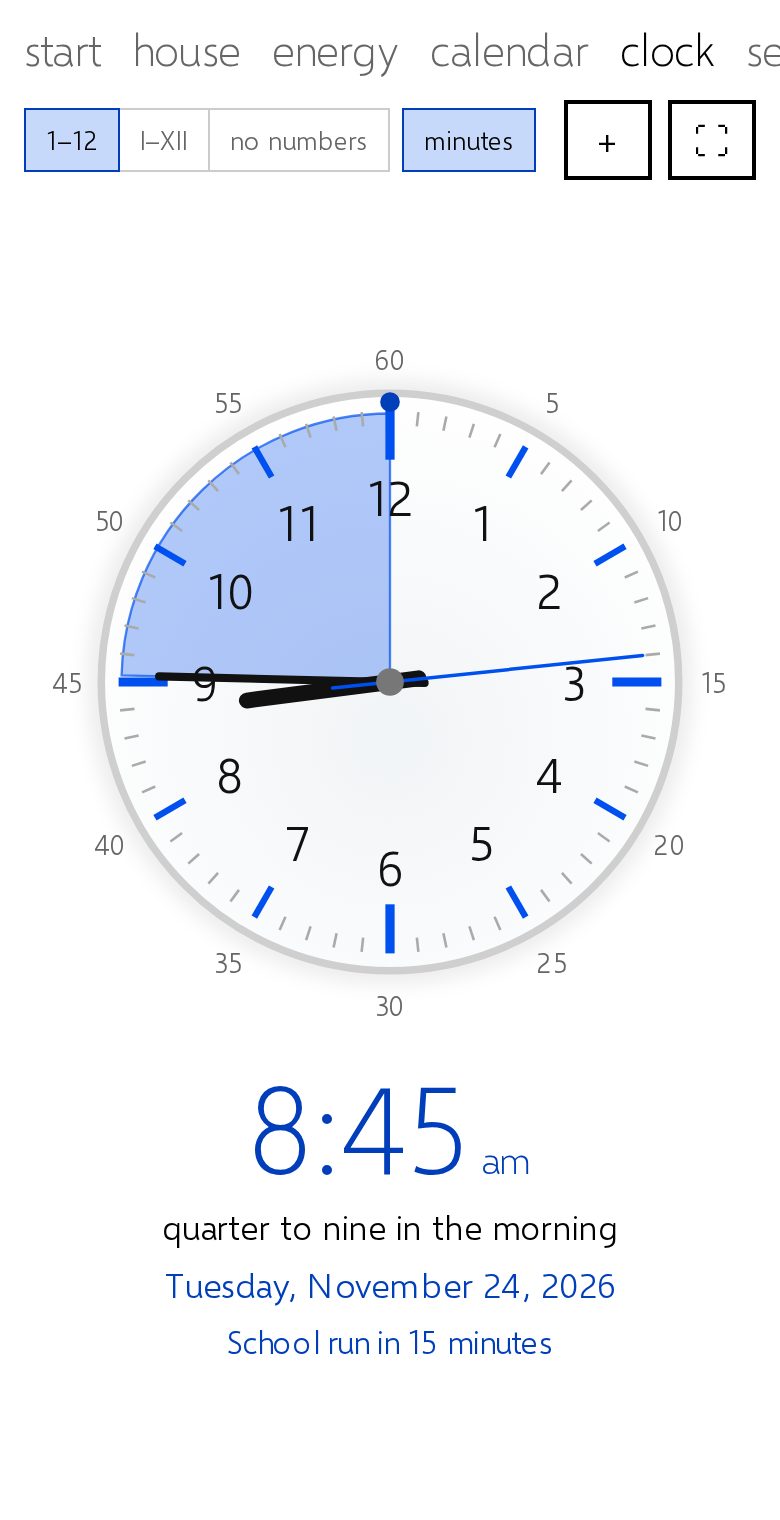 start house energy calendar clock se
1–12 I–XII no numbers minutes +
60
55 5
12
11 1
50 10
10 2
45 9 3 15
8 4
7 5
40 20
6
35 25
30
8:45 am
quarter to nine in the morning
Tuesday, November 24, 2026
School run in 15 minutes